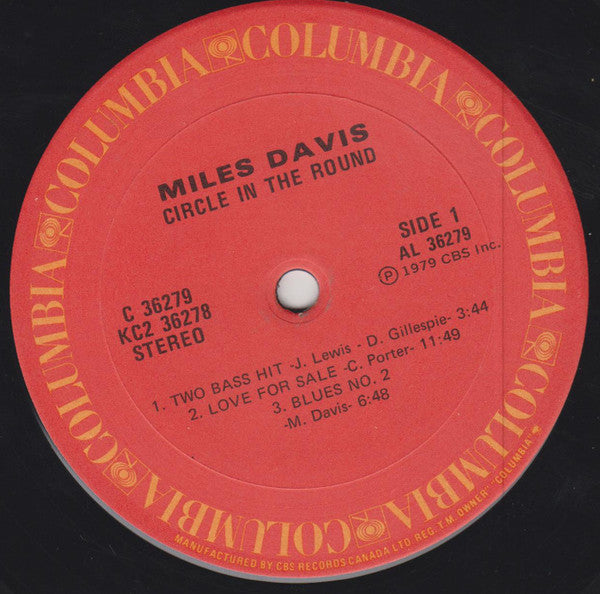 COLUMBIA COLUMBIA COLUMBIA COLUMBIA COLUMBIA COLUMBIA COLUMBIA COLUMBIA
MILES DAVIS
CIRCLE IN THE ROUND
SIDE 1
AL 36279
Ⓟ 1979 CBS Inc.
C 36279
KC2 36278
STEREO
1. TWO BASS HIT -J. Lewis - D. Gillespie- 3:44
2. LOVE FOR SALE -C. Porter- 11:49
3. BLUES NO. 2
-M. Davis- 6:48
MANUFACTURED BY CBS RECORDS CANADA LTD. REG. T.M. OWNER "COLUMBIA"